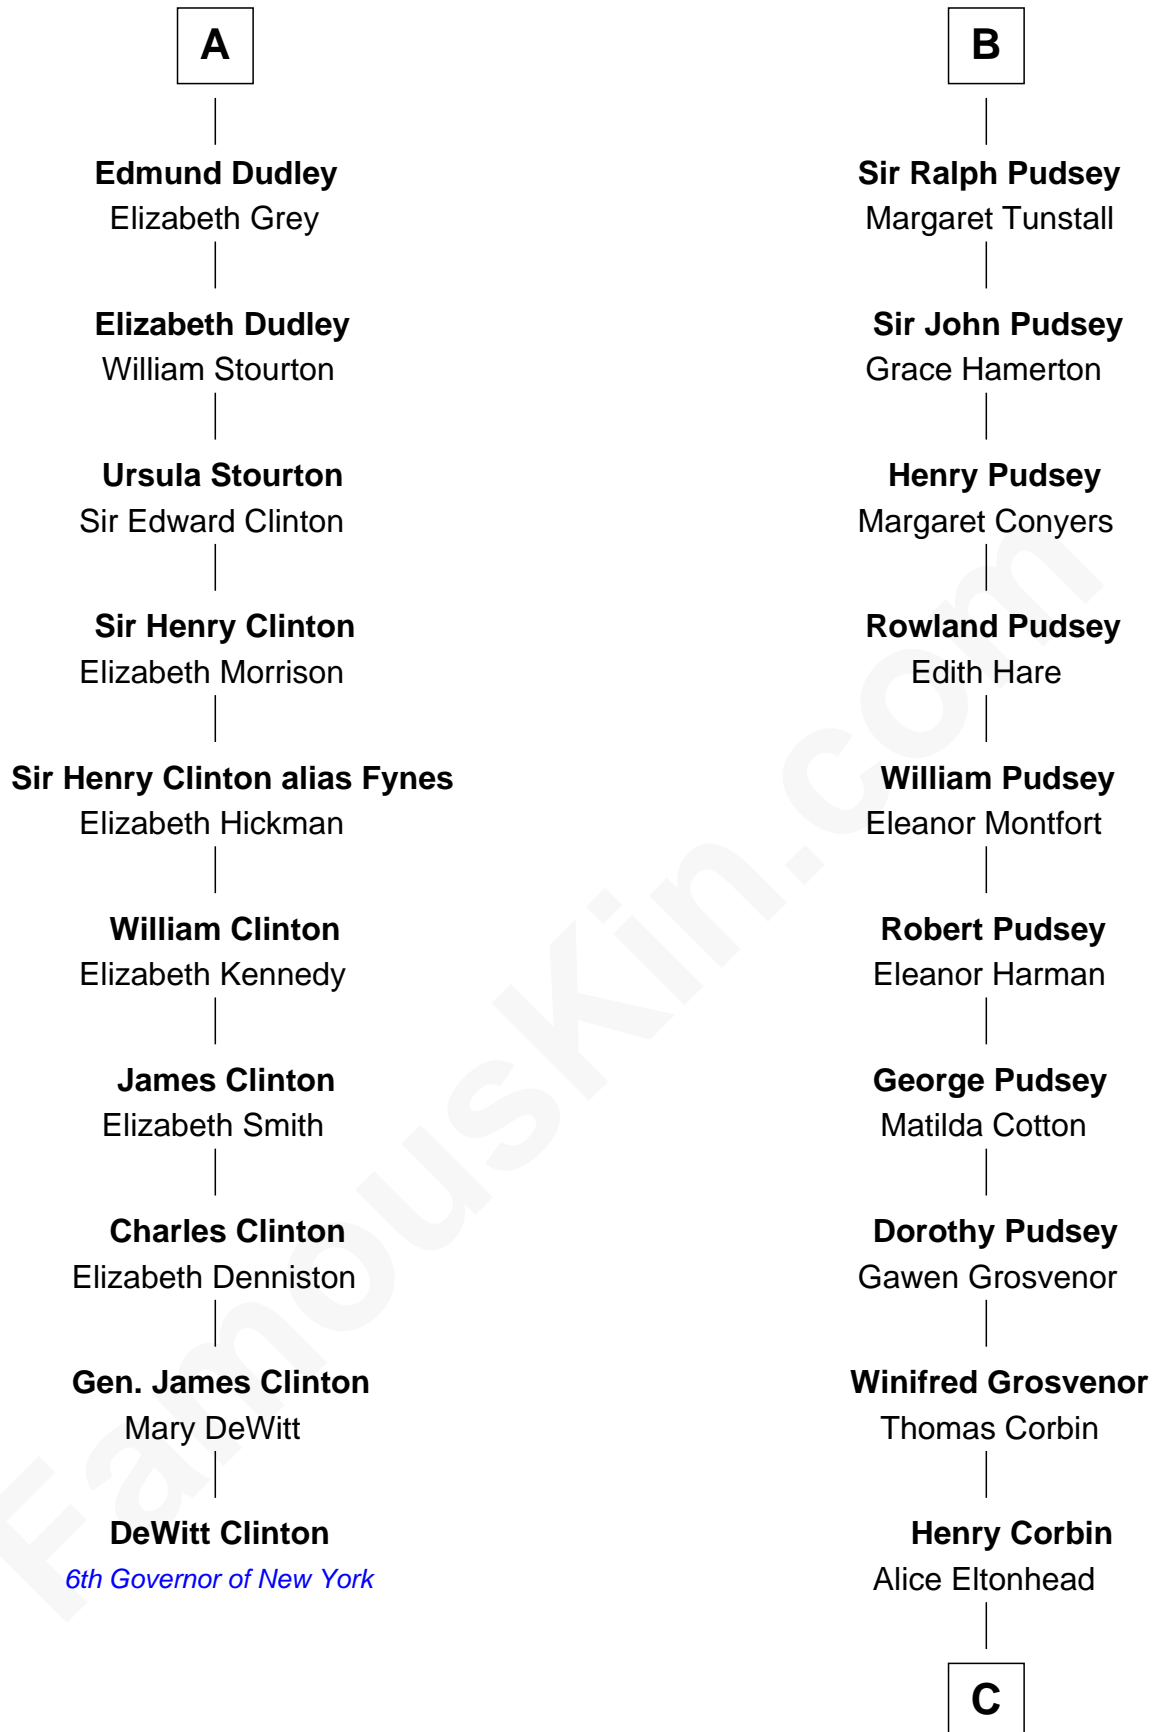 A
Edmund Dudley
Elizabeth Grey
Elizabeth Dudley
William Stourton
Ursula Stourton
Sir Edward Clinton
Sir Henry Clinton
Elizabeth Morrison
Sir Henry Clinton alias Fynes
Elizabeth Hickman
William Clinton
Elizabeth Kennedy
James Clinton
Elizabeth Smith
Charles Clinton
Elizabeth Denniston
Gen. James Clinton
Mary DeWitt
DeWitt Clinton
6th Governor of New York
B
Sir Ralph Pudsey
Margaret Tunstall
Sir John Pudsey
Grace Hamerton
Henry Pudsey
Margaret Conyers
Rowland Pudsey
Edith Hare
William Pudsey
Eleanor Montfort
Robert Pudsey
Eleanor Harman
George Pudsey
Matilda Cotton
Dorothy Pudsey
Gawen Grosvenor
Winifred Grosvenor
Thomas Corbin
Henry Corbin
Alice Eltonhead
C
FamousKin.com